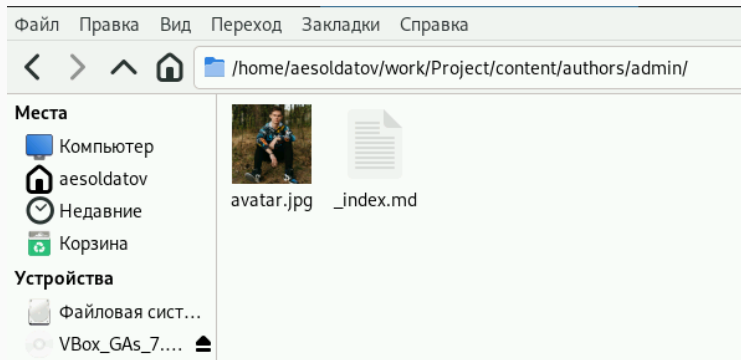 Файл Правка Вид Переход Закладки Справка
/home/aesoldatov/work/Project/content/authors/admin/
Места
Компьютер
aesoldatov
Недавние
Корзина
Устройства
Файловая сист...
VBox_GAs_7....
avatar.jpg
_index.md